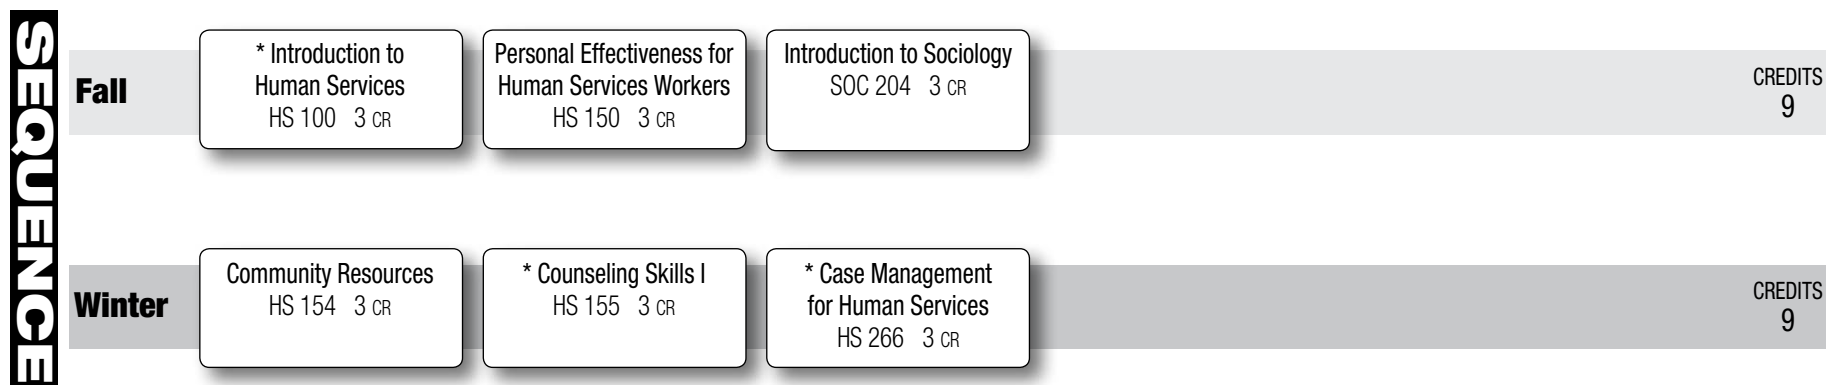 SEQUENCE
Fall
* Introduction to
Human Services
HS 100 3 CR
Personal Effectiveness for
Human Services Workers
HS 150 3 CR
Introduction to Sociology
SOC 204 3 CR
CREDITS
9
Winter
Community Resources
HS 154 3 CR
* Counseling Skills I
HS 155 3 CR
* Case Management
for Human Services
HS 266 3 CR
CREDITS
9